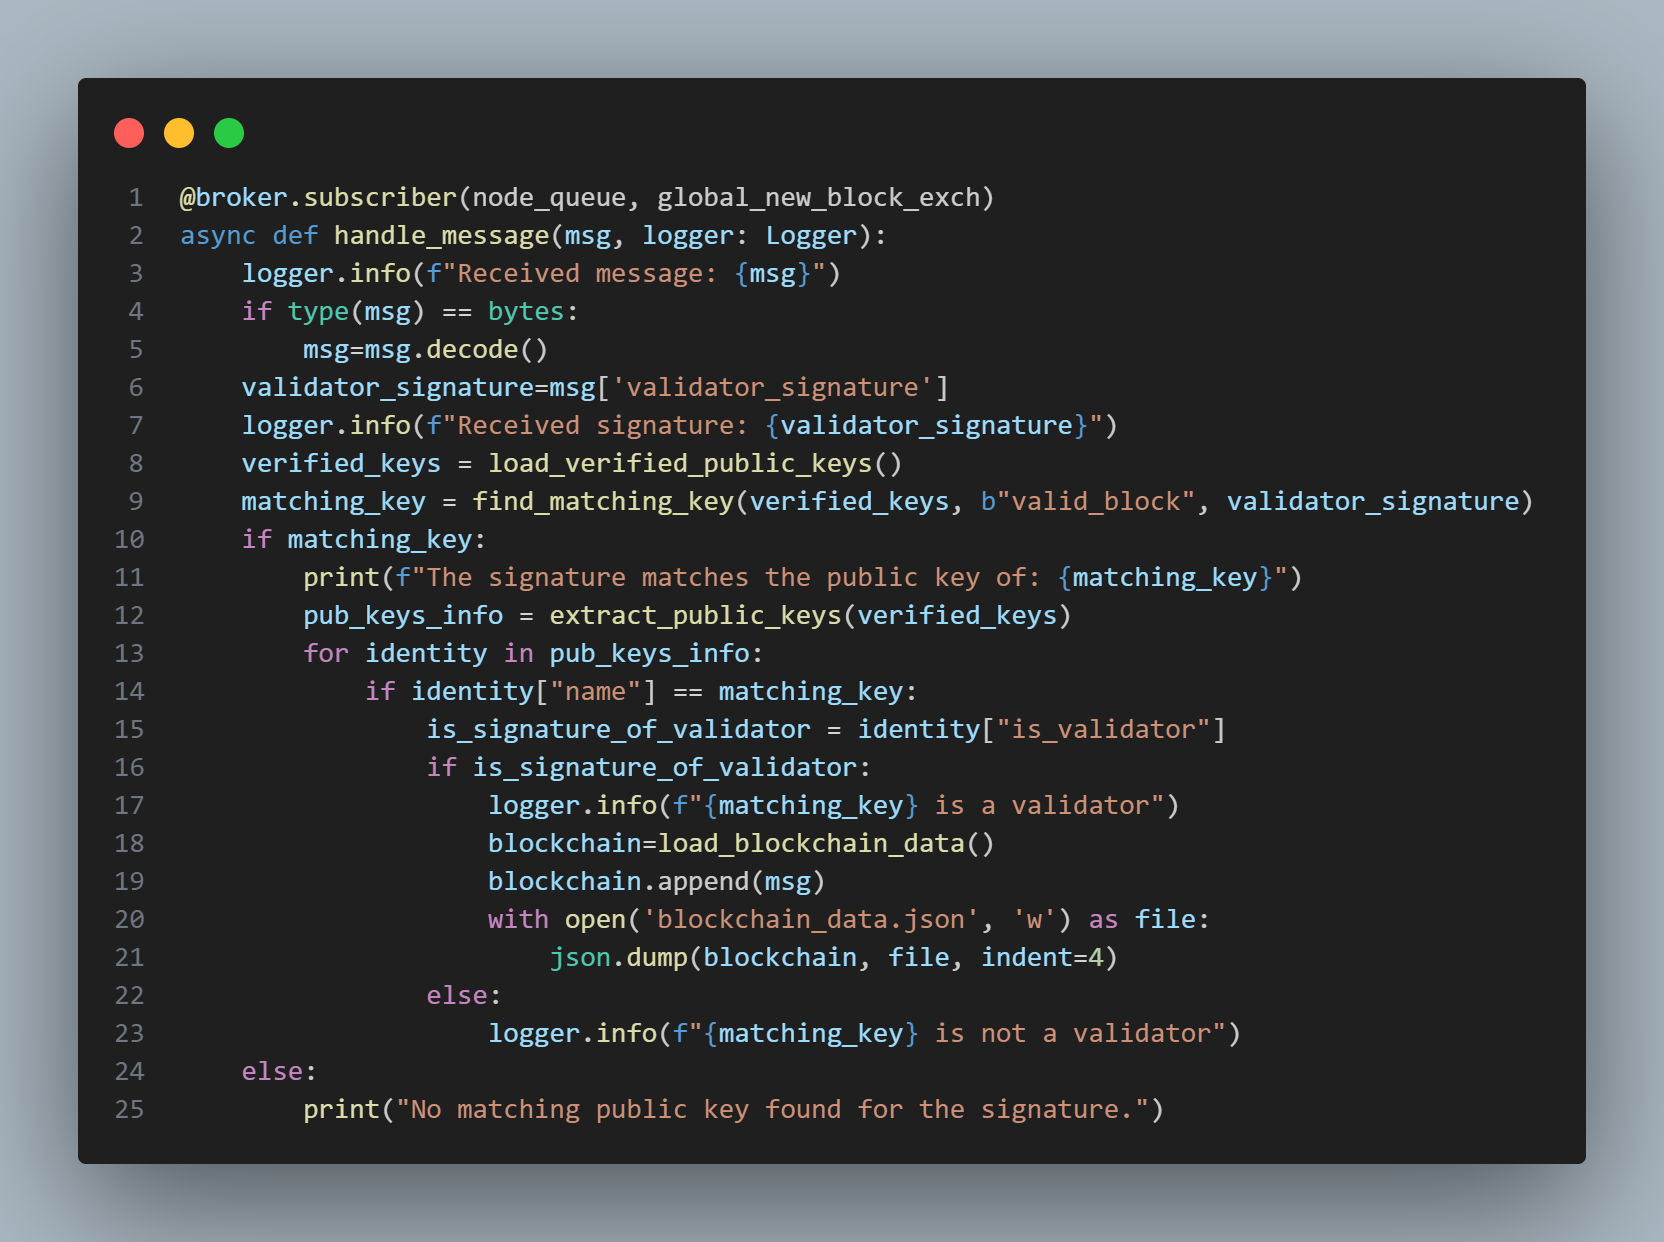 1 @broker.subscriber(node_queue, global_new_block_exch)
2 async def handle_message(msg, logger: Logger):
3     logger.info(f"Received message: {msg}")
4     if type(msg) == bytes:
5         msg=msg.decode()
6     validator_signature=msg['validator_signature']
7     logger.info(f"Received signature: {validator_signature}")
8     verified_keys = load_verified_public_keys()
9     matching_key = find_matching_key(verified_keys, b"valid_block", validator_signature)
10     if matching_key:
11         print(f"The signature matches the public key of: {matching_key}")
12         pub_keys_info = extract_public_keys(verified_keys)
13         for identity in pub_keys_info:
14             if identity["name"] == matching_key:
15                 is_signature_of_validator = identity["is_validator"]
16                 if is_signature_of_validator:
17                     logger.info(f"{matching_key} is a validator")
18                     blockchain=load_blockchain_data()
19                     blockchain.append(msg)
20                     with open('blockchain_data.json', 'w') as file:
21                         json.dump(blockchain, file, indent=4)
22                 else:
23                     logger.info(f"{matching_key} is not a validator")
24     else:
25         print("No matching public key found for the signature.")